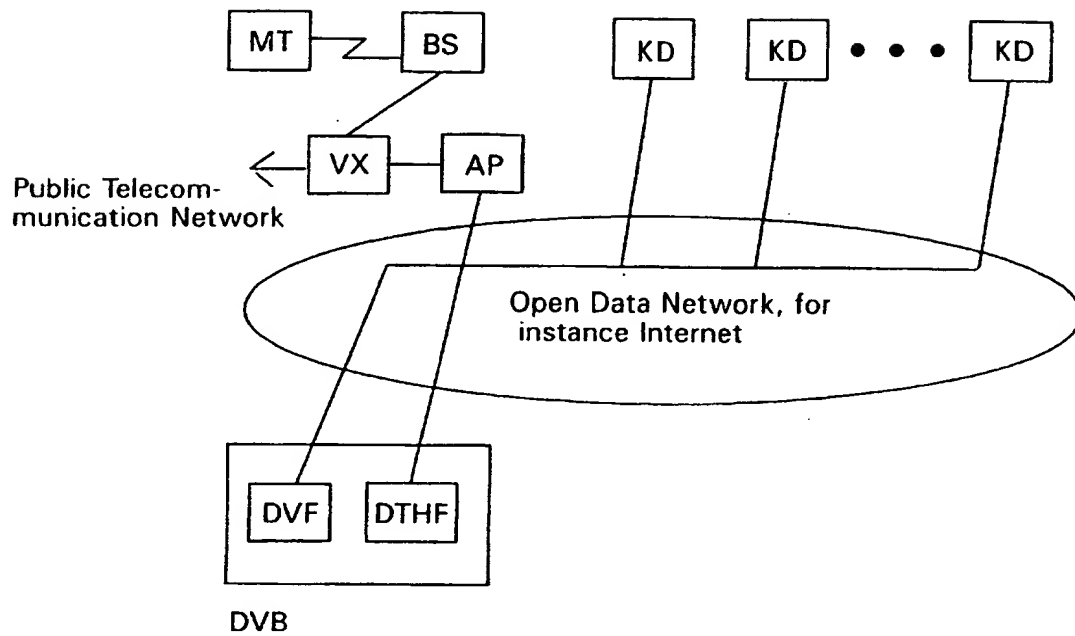 MT
BS
KD
KD
KD
VX
AP
Public Telecom-
munication Network
Open Data Network, for
instance Internet
DVF
DTHF
DVB